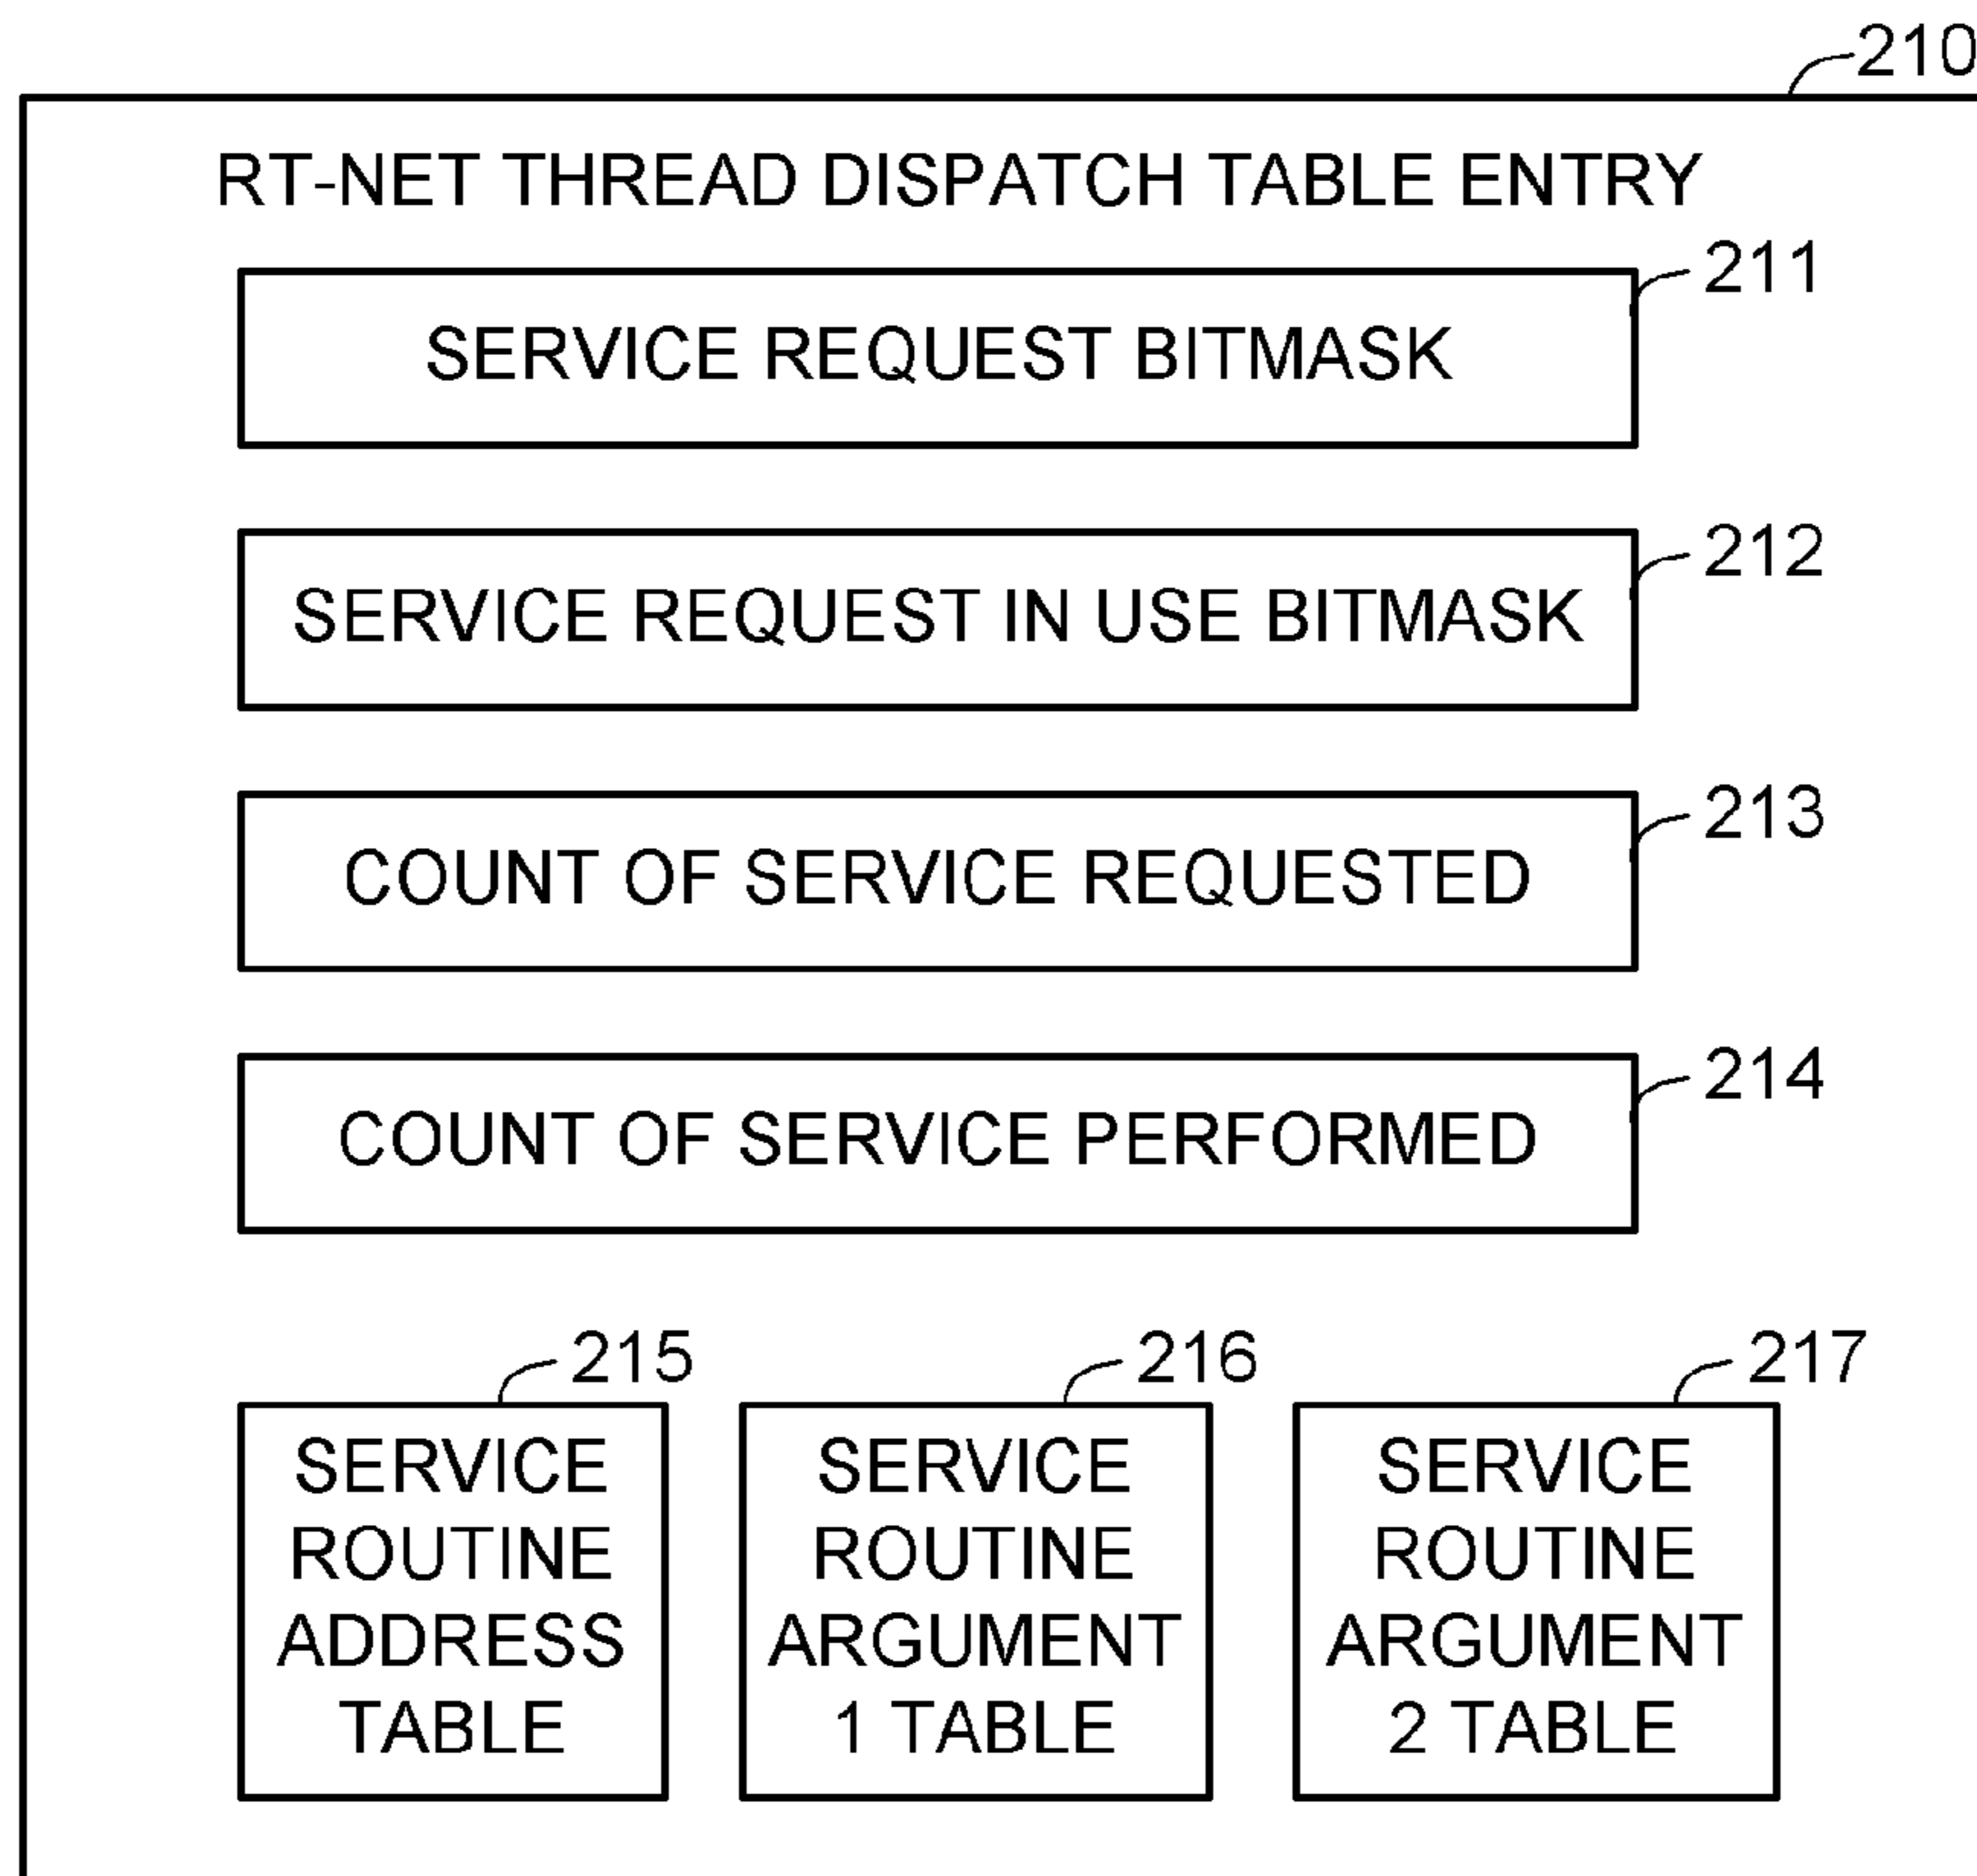 210
RT-NET THREAD DISPATCH TABLE ENTRY
211
SERVICE REQUEST BITMASK
212
SERVICE REQUEST IN USE BITMASK
213
COUNT OF SERVICE REQUESTED
214
COUNT OF SERVICE PERFORMED
215
SERVICE
ROUTINE
ADDRESS
TABLE
216
SERVICE
ROUTINE
ARGUMENT
1 TABLE
217
SERVICE
ROUTINE
ARGUMENT
2 TABLE